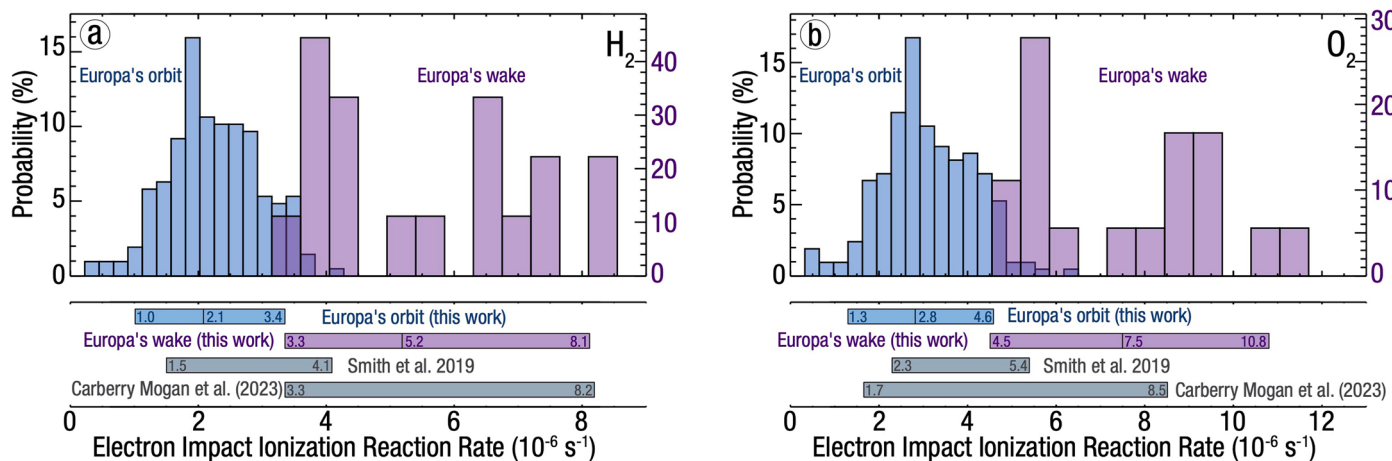 a
H2
15
10
5
0
Probability (%)
Europa's orbit
Europa's wake
40
30
20
10
0
1.0 2.1 3.4 Europa's orbit (this work)
Europa's wake (this work) 3.3 5.2 8.1
1.5 4.1 Smith et al. 2019
Carberry Mogan et al. (2023) 3.3 8.2
0 2 4 6 8
Electron Impact Ionization Reaction Rate (10-6 s-1)
b
O2
15
10
5
0
Probability (%)
Europa's orbit
Europa's wake
30
20
10
0
1.3 2.8 4.6 Europa's orbit (this work)
Europa's wake (this work) 4.5 7.5 10.8
2.3 5.4 Smith et al. 2019
1.7 8.5 Carberry Mogan et al. (2023)
0 2 4 6 8 10 12
Electron Impact Ionization Reaction Rate (10-6 s-1)